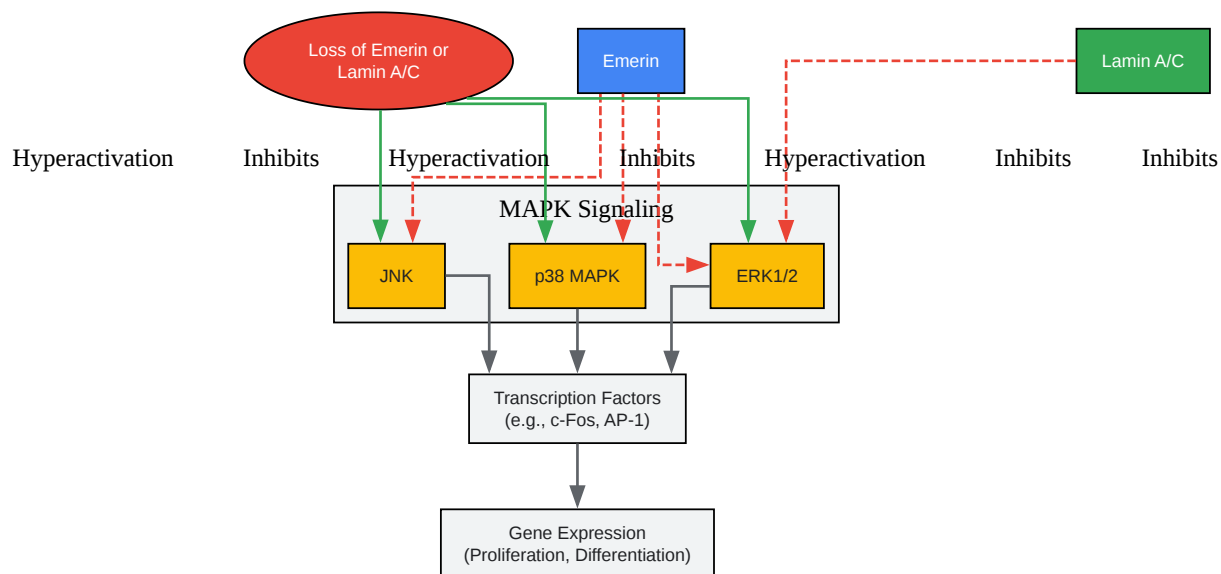 Loss of Emerin or
Lamin A/C
Emerin
Lamin A/C
Hyperactivation
Inhibits
Hyperactivation
Inhibits
Hyperactivation
Inhibits
Inhibits
MAPK Signaling
JNK
p38 MAPK
ERK1/2
Transcription Factors
(e.g., c-Fos, AP-1)
Gene Expression
(Proliferation, Differentiation)